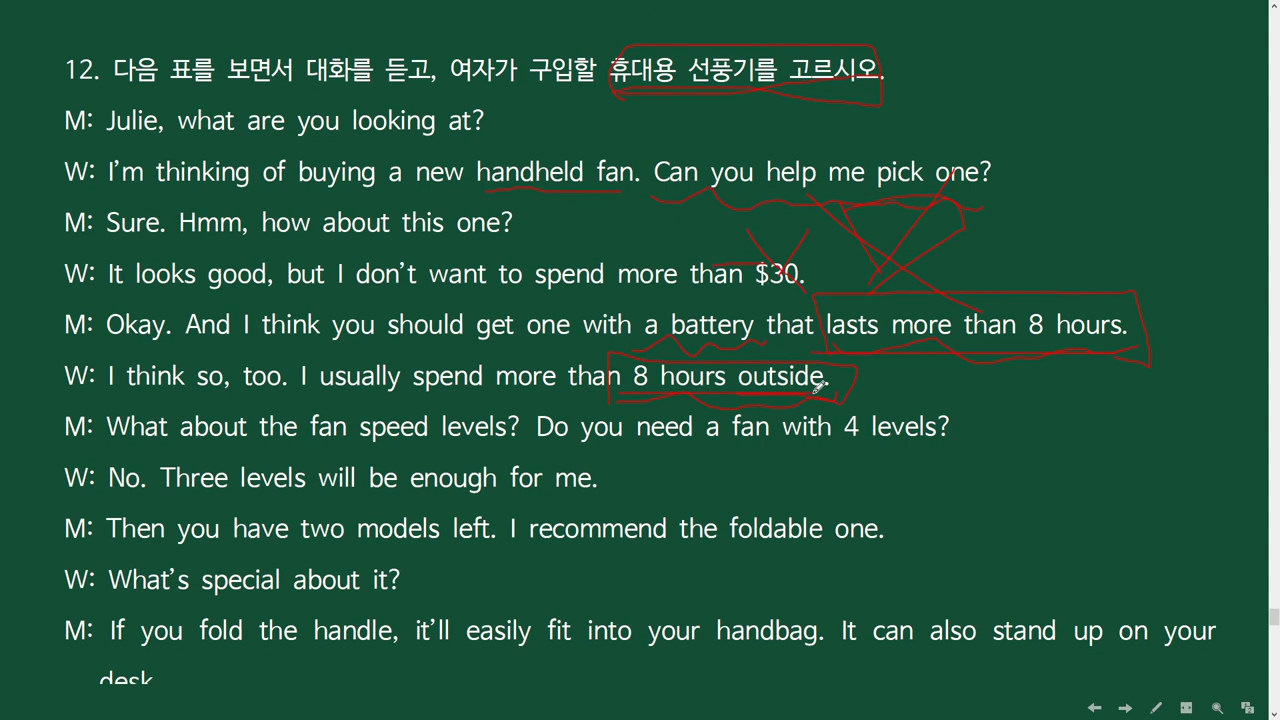 12. 다음 표를 보면서 대화를 듣고, 여자가 구입할 휴대용 선풍기를 고르시오.
M: Julie, what are you looking at?
W: I'm thinking of buying a new handheld fan. Can you help me pick one?
M: Sure. Hmm, how about this one?
W: It looks good, but I don't want to spend more than $30.
M: Okay. And I think you should get one with a battery that lasts more than 8 hours.
W: I think so, too. I usually spend more than 8 hours outside.
M: What about the fan speed levels? Do you need a fan with 4 levels?
W: No. Three levels will be enough for me.
M: Then you have two models left. I recommend the foldable one.
W: What's special about it?
M: If you fold the handle, it'll easily fit into your handbag. It can also stand up on your
desk